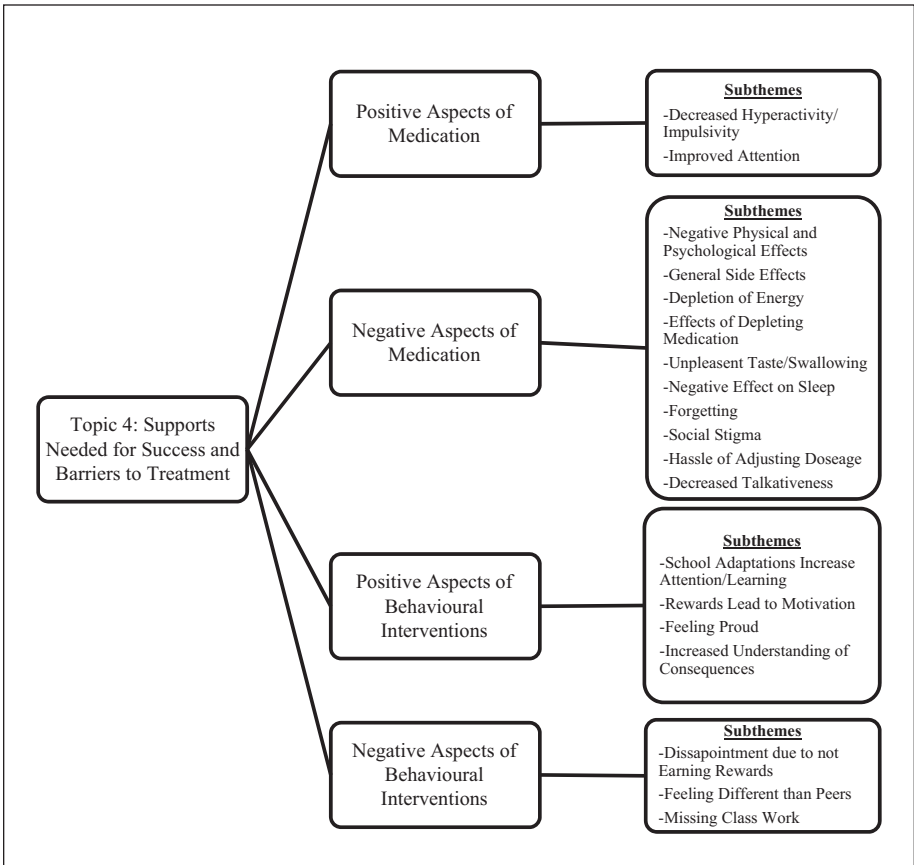 Positive Aspects of
Medication
Subthemes
-Decreased Hyperactivity/
Impulsivity
-Improved Attention
Negative Aspects of
Medication
Subthemes
-Negative Physical and
Psychological Effects
-General Side Effects
-Depletion of Energy
-Effects of Depleting
Medication
-Unpleasent Taste/Swallowing
-Negative Effect on Sleep
-Forgetting
-Social Stigma
-Hassle of Adjusting Doseage
-Decreased Talkativeness
Topic 4: Supports
Needed for Success and
Barriers to Treatment
Positive Aspects of
Behavioural
Interventions
Subthemes
-School Adaptations Increase
Attention/Learning
-Rewards Lead to Motivation
-Feeling Proud
-Increased Understanding of
Consequences
Negative Aspects of
Behavioural
Interventions
Subthemes
-Dissapointment due to not
Earning Rewards
-Feeling Different than Peers
-Missing Class Work